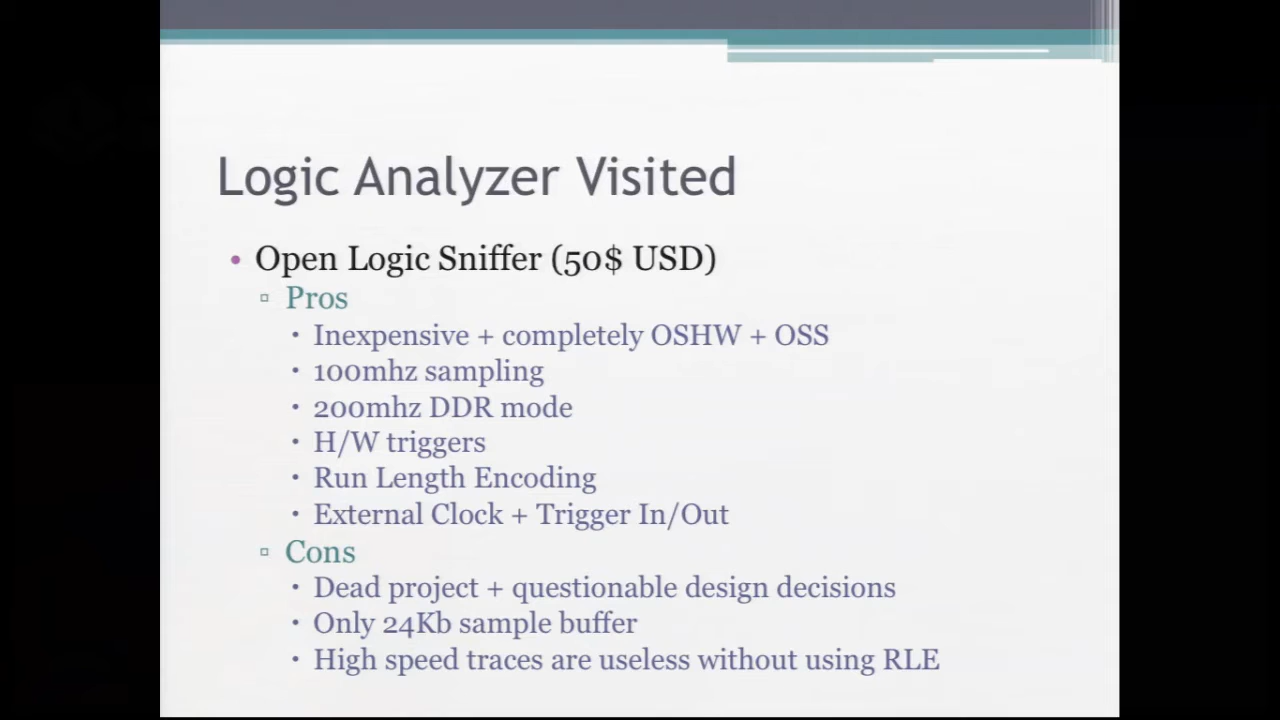 Logic Analyzer Visited
• Open Logic Sniffer (50$ USD)
▫ Pros
• Inexpensive + completely OSHW + OSS
• 100mhz sampling
• 200mhz DDR mode
• H/W triggers
• Run Length Encoding
• External Clock + Trigger In/Out
▫ Cons
• Dead project + questionable design decisions
• Only 24Kb sample buffer
• High speed traces are useless without using RLE